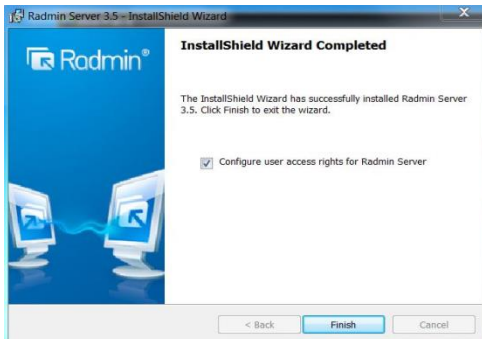 Radmin Server 3.5 - InstallShield Wizard
Radmin®
InstallShield Wizard Completed
The InstallShield Wizard has successfully installed Radmin Server
3.5. Click Finish to exit the wizard.
Configure user access rights for Radmin Server
< Back
Finish
Cancel